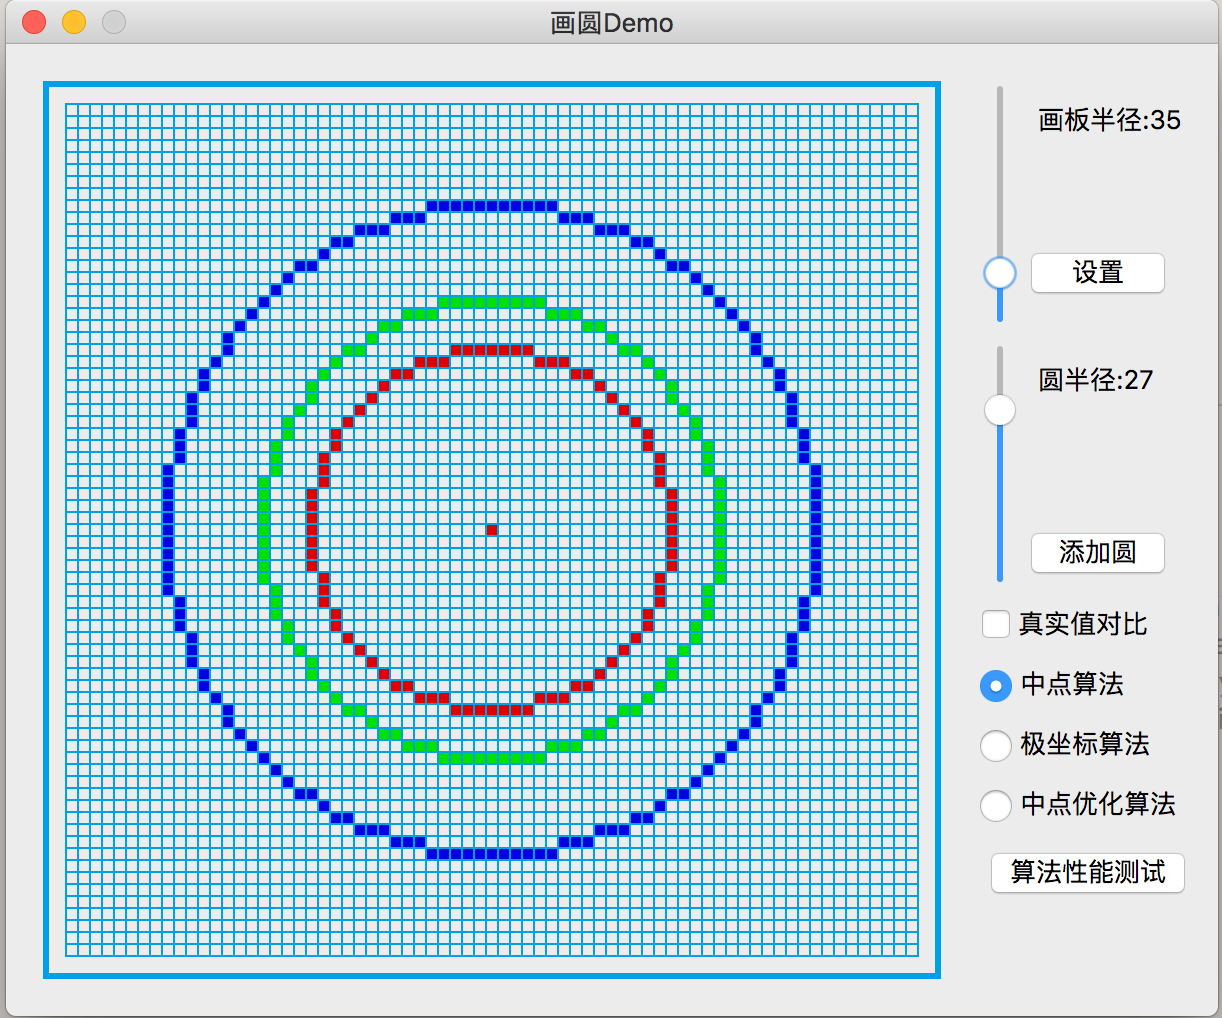 画圆Demo
画板半径:35
设置
圆半径:27
添加圆
真实值对比
中点算法
极坐标算法
中点优化算法
算法性能测试